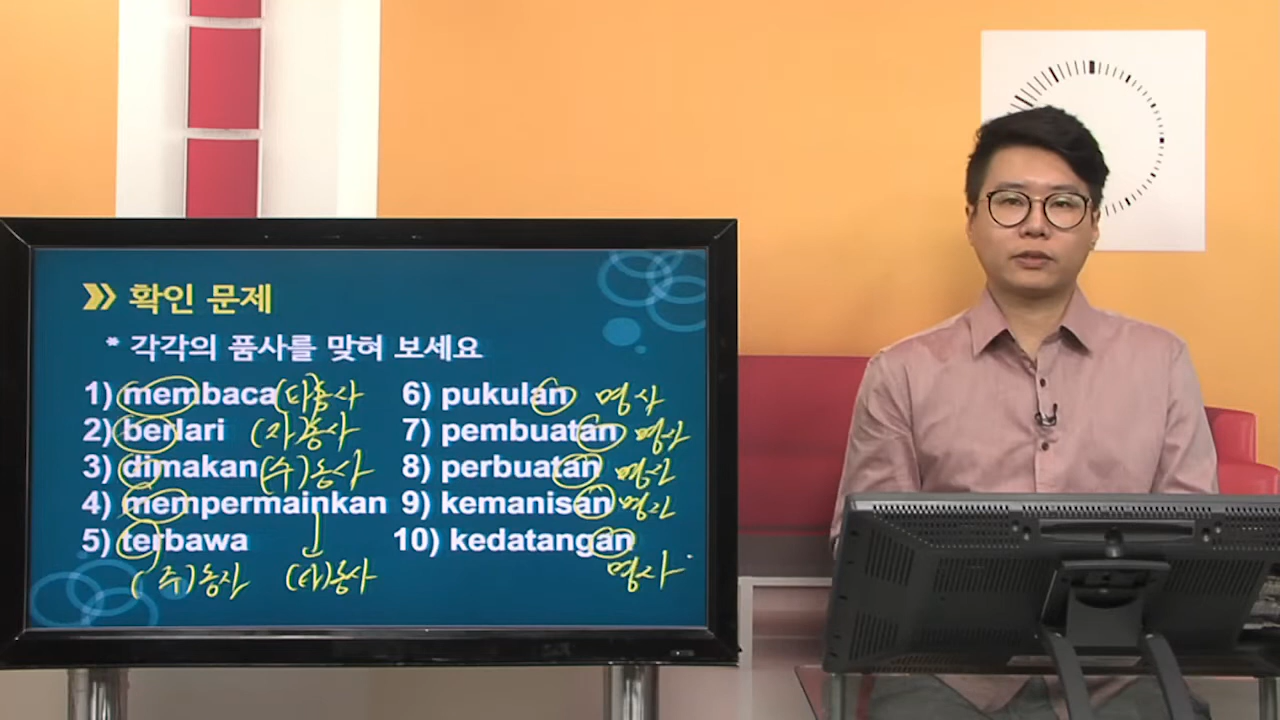 확인 문제
* 각각의 품사를 맞혀 보세요
1) membaca (타)동사
2) berlari (자)동사
3) dimakan (수)동사
4) mempermainkan
(타)동사
5) terbawa
(수)동사
6) pukulan 명사
7) pembuatan 명사
8) perbuatan 명사
9) kemanisan 명사
10) kedatangan
명사